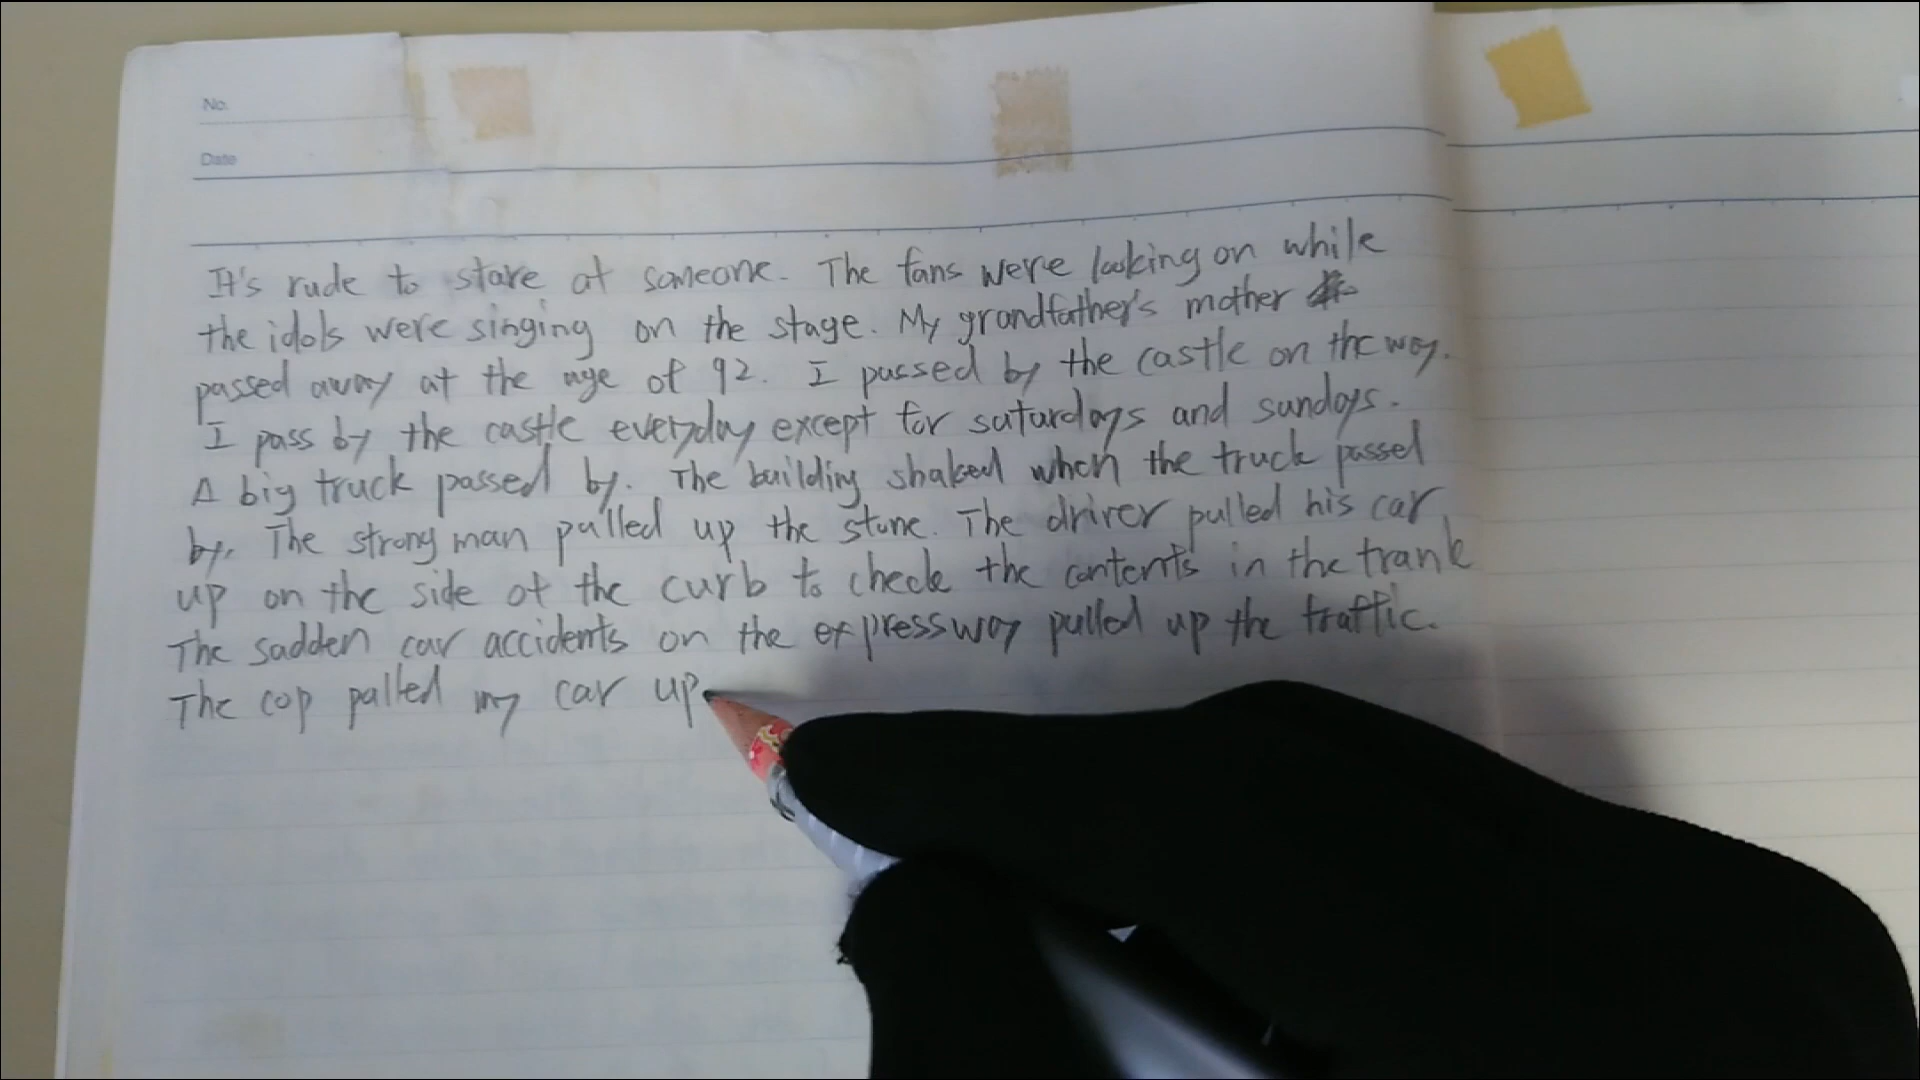 No.
Date
It's rude to stare at someone. The fans were looking on while
the idols were singing on the stage. My grandfather's mother
passed away at the age of 92. I passed by the castle on the way.
I pass by the castle everyday except for saturdays and sundays.
A big truck passed by. The building shaked when the truck passed
by. The strong man pulled up the stone. The driver pulled his car
up on the side of the curb to check the contents in the trank
The sadden car accidents on the expressway pulled up the traffic.
The cop palled my car up